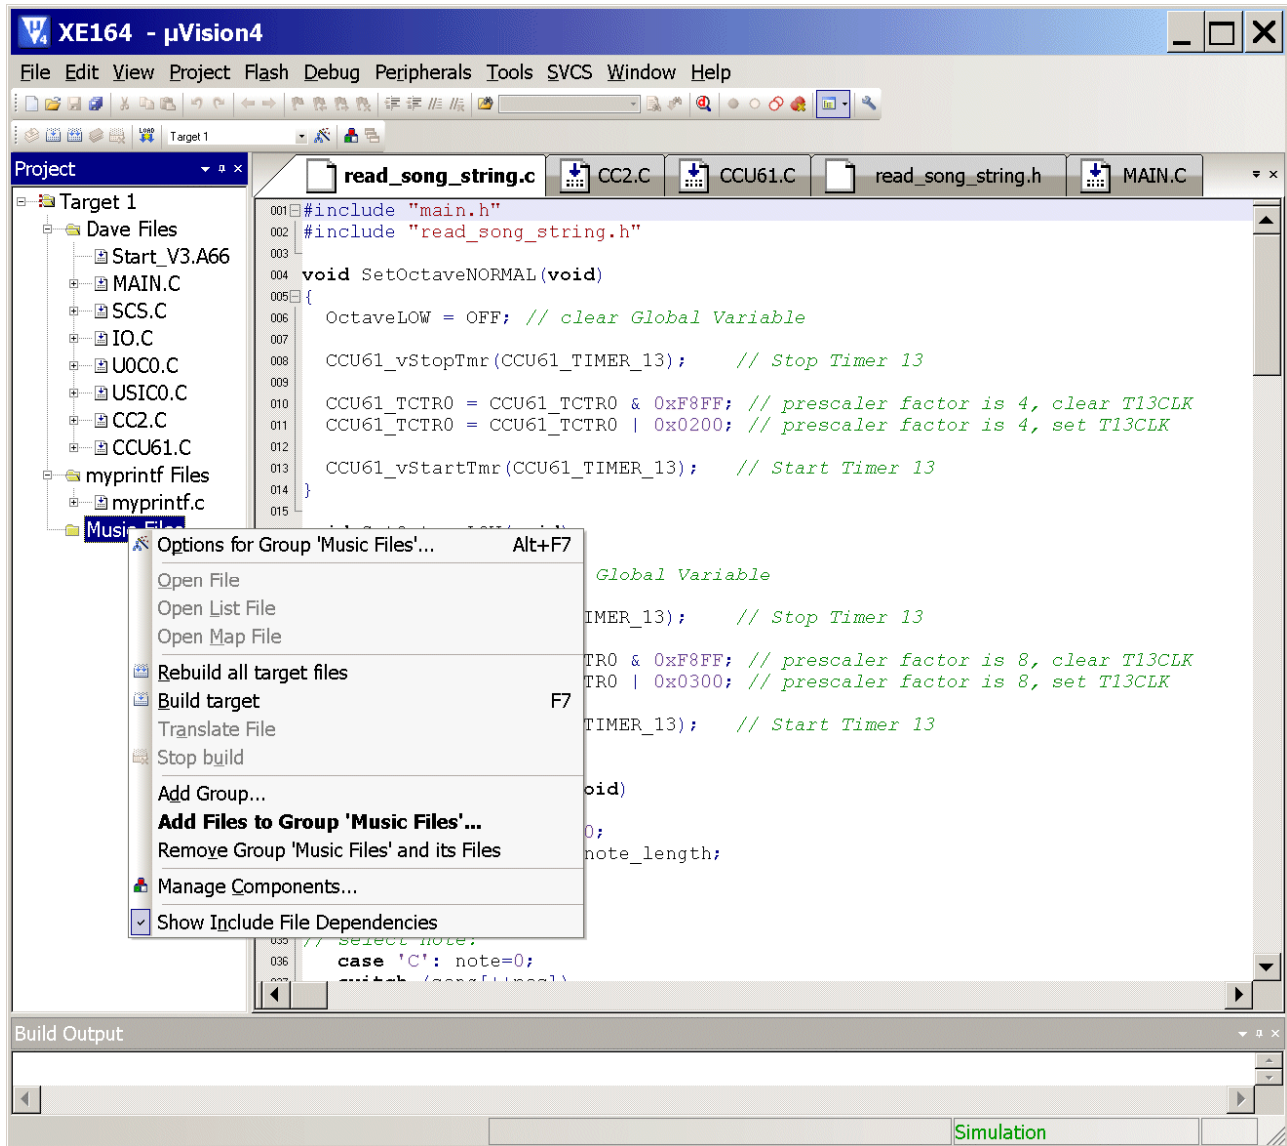 XE164 - µVision4
File Edit View Project Flash Debug Peripherals Tools SVCS Window Help
LOAD Target 1
Project
Target 1
Dave Files
Start_V3.A66
MAIN.C
SCS.C
IO.C
U0C0.C
USIC0.C
CC2.C
CCU61.C
myprintf Files
myprintf.c
Music Files
read_song_string.c CC2.C CCU61.C read_song_string.h MAIN.C
001 #include "main.h"
002 #include "read_song_string.h"
003
004 void SetOctaveNORMAL(void)
005 {
006 OctaveLOW = OFF; // clear Global Variable
007
008 CCU61_vStopTmr(CCU61_TIMER_13); // Stop Timer 13
009
010 CCU61_TCTR0 = CCU61_TCTR0 & 0xF8FF; // prescaler factor is 4, clear T13CLK
011 CCU61_TCTR0 = CCU61_TCTR0 | 0x0200; // prescaler factor is 4, set T13CLK
012
013 CCU61_vStartTmr(CCU61_TIMER_13); // Start Timer 13
014 }
015
Global Variable
IMER_13); // Stop Timer 13
TR0 & 0xF8FF; // prescaler factor is 8, clear T13CLK
TR0 | 0x0300; // prescaler factor is 8, set T13CLK
TIMER_13); // Start Timer 13
oid)
0;
note_length;
035 // select note:
036 case 'C': note=0;
Options for Group 'Music Files'... Alt+F7
Open File
Open List File
Open Map File
Rebuild all target files
Build target F7
Translate File
Stop build
Add Group...
Add Files to Group 'Music Files'...
Remove Group 'Music Files' and its Files
Manage Components...
Show Include File Dependencies
Build Output
Simulation